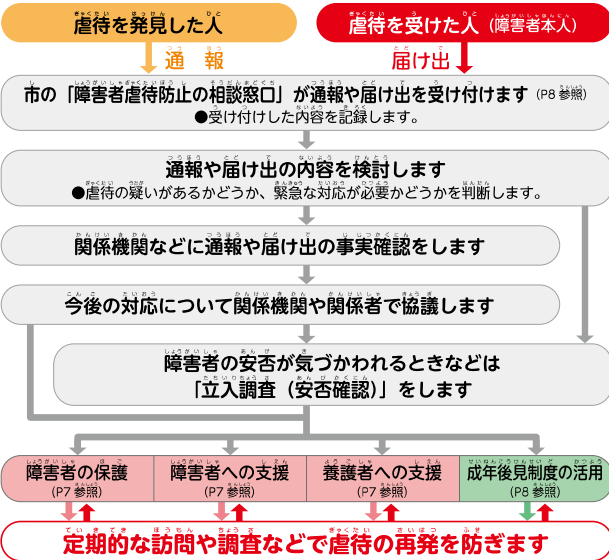 虐待を発見した人
虐待を受けた人（障害者本人）
通　報
届け出
市の「障害者虐待防止の相談窓口」が通報や届け出を受け付けます（P8 参照）
●受け付けした内容を記録します。
通報や届け出の内容を検討します
●虐待の疑いがあるかどうか、緊急な対応が必要かどうかを判断します。
関係機関などに通報や届け出の事実確認をします
今後の対応について関係機関や関係者で協議します
障害者の安否が気づかわれるときなどは
「立入調査（安否確認）」をします
障害者の保護
（P7 参照）
障害者への支援
（P7 参照）
養護者への支援
（P7 参照）
成年後見制度の活用
（P8 参照）
定期的な訪問や調査などで虐待の再発を防ぎます